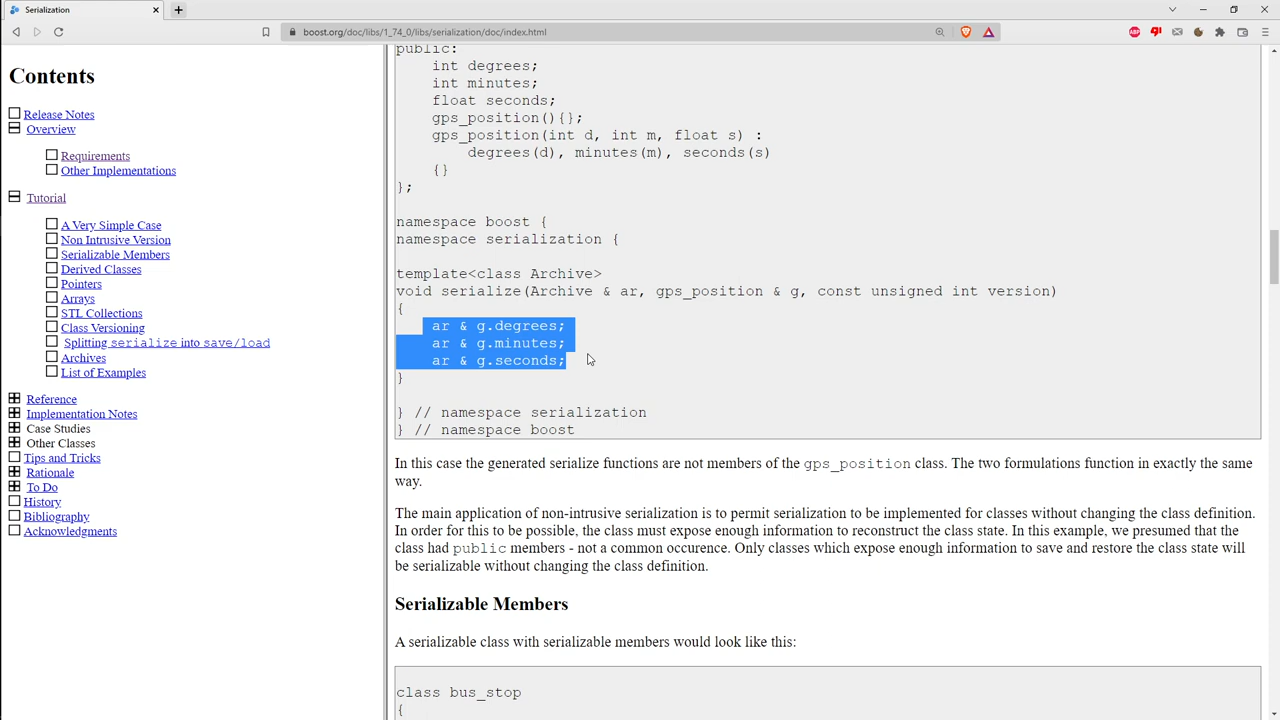 Serialization
boost.org/doc/libs/1_74_0/libs/serialization/doc/index.html
Contents
Release Notes
Overview
Requirements
Other Implementations
Tutorial
A Very Simple Case
Non Intrusive Version
Serializable Members
Derived Classes
Pointers
Arrays
STL Collections
Class Versioning
Splitting serialize into save/load
Archives
List of Examples
Reference
Implementation Notes
Case Studies
Other Classes
Tips and Tricks
Rationale
To Do
History
Bibliography
Acknowledgments
public:
int degrees;
int minutes;
float seconds;
gps_position(){};
gps_position(int d, int m, float s) :
degrees(d), minutes(m), seconds(s)
{}
};
namespace boost {
namespace serialization {
template<class Archive>
void serialize(Archive & ar, gps_position & g, const unsigned int version)
{
ar & g.degrees;
ar & g.minutes;
ar & g.seconds;
}
} // namespace serialization
} // namespace boost
In this case the generated serialize functions are not members of the gps_position class. The two formulations function in exactly the same
way.
The main application of non-intrusive serialization is to permit serialization to be implemented for classes without changing the class definition.
In order for this to be possible, the class must expose enough information to reconstruct the class state. In this example, we presumed that the
class had public members - not a common occurence. Only classes which expose enough information to save and restore the class state will
be serializable without changing the class definition.
Serializable Members
A serializable class with serializable members would look like this:
class bus_stop
{